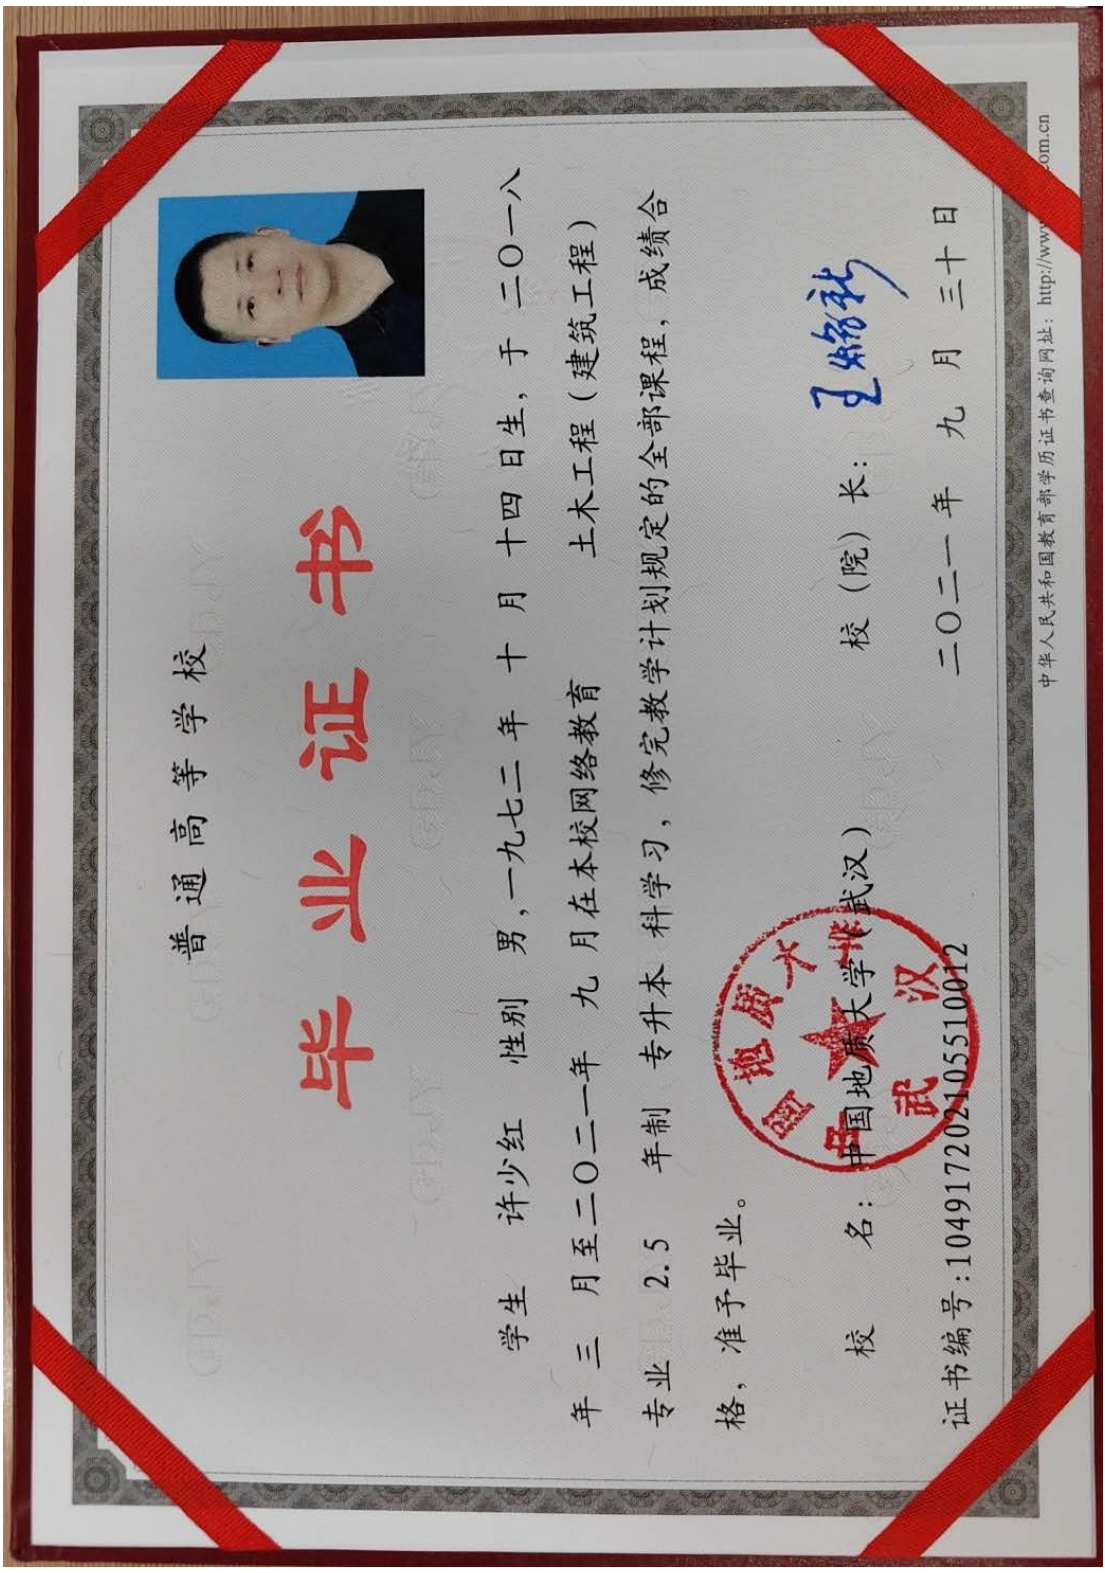 普通高等学校
毕业证书
学生 许少红 性别 男,一九七二年 十 月 十四 日生，于 二〇一八
年 三 月至二〇二一年 九 月在本校网络教育 土木工程（建筑工程）
专业 2.5 年制 专升本 科学习，修完教学计划规定的全部课程，成绩合
格，准予毕业。
校 名：中国地质大学（武汉） 校（院）长：
中国地质大学
武汉
证书编号:104917202105510012 二〇二一年 九 月 三十 日
中华人民共和国教育部学历证书查询网址：http://www. com.cn